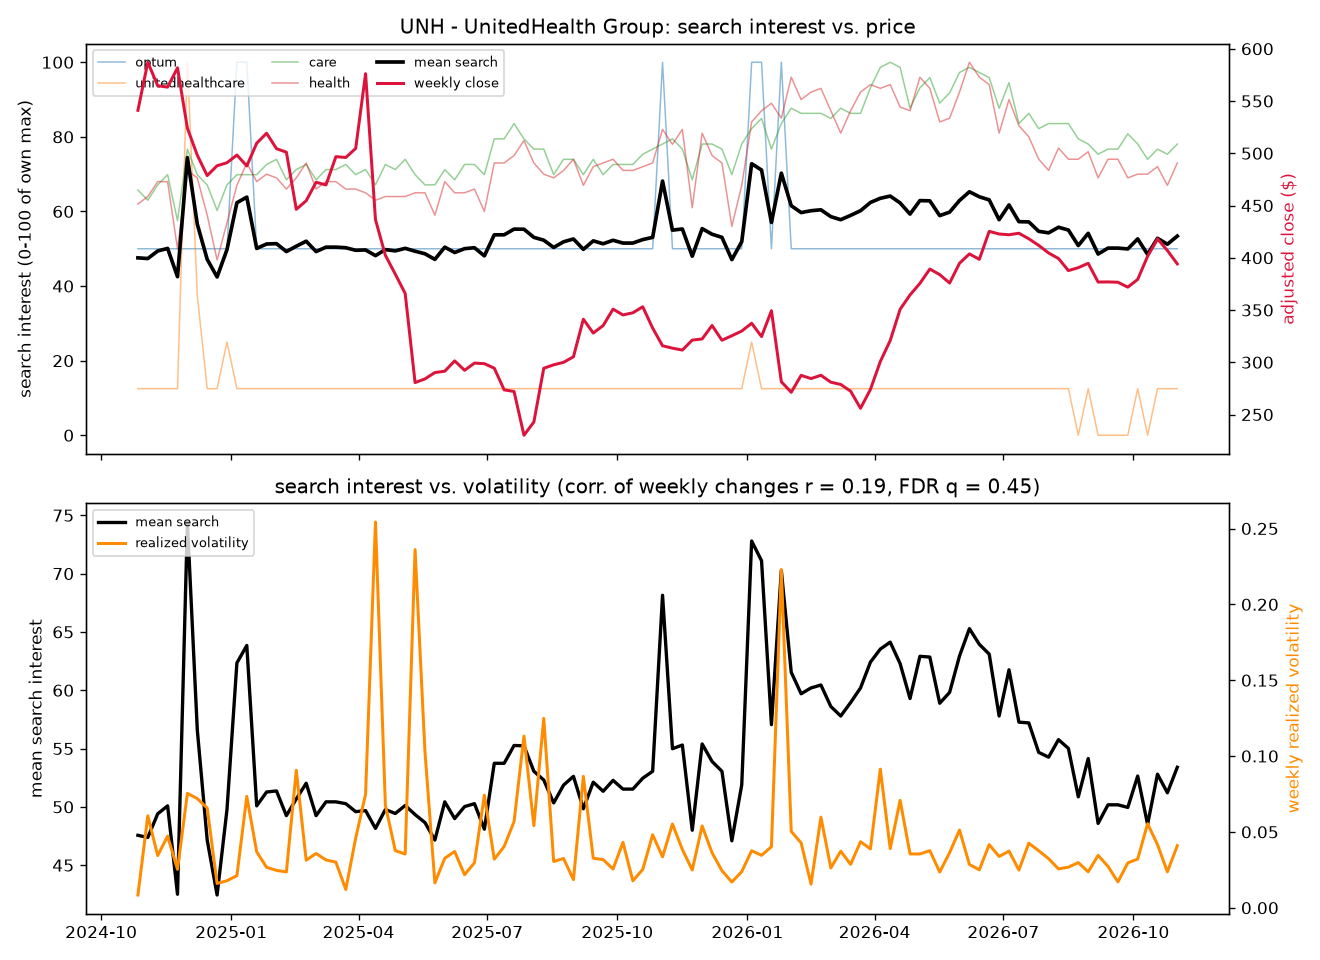 UNH - UnitedHealth Group: search interest vs. price
optum
unitedhealthcare
care
health
mean search
weekly close
search interest (0-100 of own max)
100
80
60
40
20
0
adjusted close ($)
600
550
500
450
400
350
300
250
search interest vs. volatility (corr. of weekly changes r = 0.19, FDR q = 0.45)
mean search
realized volatility
mean search interest
75
70
65
60
55
50
45
weekly realized volatility
0.25
0.20
0.15
0.10
0.05
0.00
2024-10
2025-01
2025-04
2025-07
2025-10
2026-01
2026-04
2026-07
2026-10